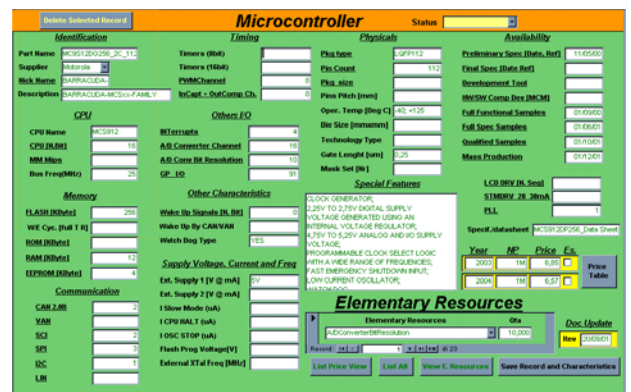 Delete Selected Record
Microcontroller
Status
Identification
Part Name MC9S12DG256_2C_112
Supplier Motorola
Nick Name BARRACUDA-
Description BARRACUDA-MCSxx-FAMILY
CPU
CPU Name MCS912
CPU [N.Bit] 16
MM Mips
Bus Freq(MHz) 25
Memory
FLASH [KByte] 256
W/E Cyc. [full T R]
ROM [KByte]
RAM [KByte] 12
EEPROM [KByte] 4
Communication
CAN 2.0B 2
VAN
SCI 2
SPI 3
I2C 1
LIN
Timing
Timers (8bit)
Timers (16bit)
PWMChannel 8
InCapt + OutComp Ch. 8
Others I/O
BITerrupts 4
A/D Converter Channel 16
A/D Conv Bit Resolution 10
GP I/O 91
Other Characteristics
Wake Up Signals [N. Bit] 0
Wake Up By CAN/VAN
Watch Dog Type YES
Supply Voltage, Current and Freq
Ext. Supply 1 [V @ mA] 5V
Ext. Supply 2 [V @ mA]
I Slow Mode (uA)
I CPU HALT (uA)
I OSC STOP (uA)
Flash Prog Voltage[V]
External XTal Freq [MHz]
Physicals
Pkg type LQFP112
Pin Count 112
Pkg size
Pins Pitch [mm]
Oper. Temp [Deg C] -40; +125
Die Size [mmxmm]
Technology Type
Gate Lenght [um] 0,25
Mask Set [Nr]
Special Features
CLOCK GENERATOR;
2,25V TO 2,75V DIGITAL SUPPLY
VOLTAGE GENERATED USING AN
INTERNAL VOLTAGE REGULATOR;
4,75V TO 5,25V ANALOG AND I/O SUPPLY
VOLTAGE;
PROGRAMMABLE CLOCK SELECT LOGIC
WITH A WIDE RANGE OF FREQUENCIES;
FAST EMERGENCY SHUTDOWN INPUT;
LOW CURRENT OSCILLATOR;
WATCH DOG
Availability
Preliminary Spec [Date, Ref] 11/05/00
Final Spec [Date Ref]
Development Tool
HW/SW Comp Dev [MCM]
Full Functional Samples 01/09/00
Full Spec Samples 01/06/01
Qualified Samples 01/10/01
Mass Production 01/12/01
LCD DRV [N. Seg]
STMDRV 20 30mA
PLL 1
Specif./datasheet MC9S12DP256_Data Sheet
Year NP Price Es.
2003 1M 6,85
2004 1M 6,57
Price Table
Elementary Resources
Elementary Resources Qta
A/DConverterBitResolution 10,000
Record: 1 di 23
Doc Update
Rev 20/09/01
List Price View
List All
View E. Resources
Save Record and Characteristics